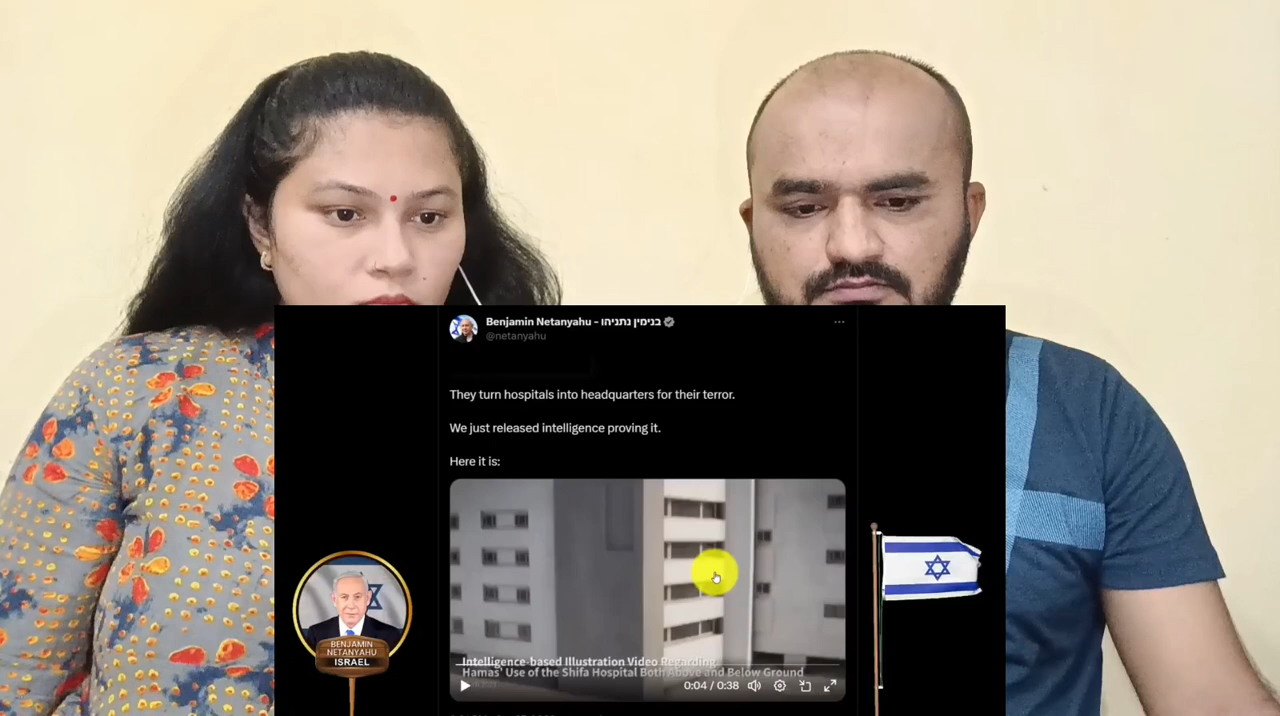 Benjamin Netanyahu - בנימין נתניהו
@netanyahu
They turn hospitals into headquarters for their terror.
We just released intelligence proving it.
Here it is:
Intelligence-based Illustration Video Regarding
Hamas' Use of the Shifa Hospital Both Above and Below Ground
0:04 / 0:38
BENJAMIN
NETANYAHU
ISRAEL